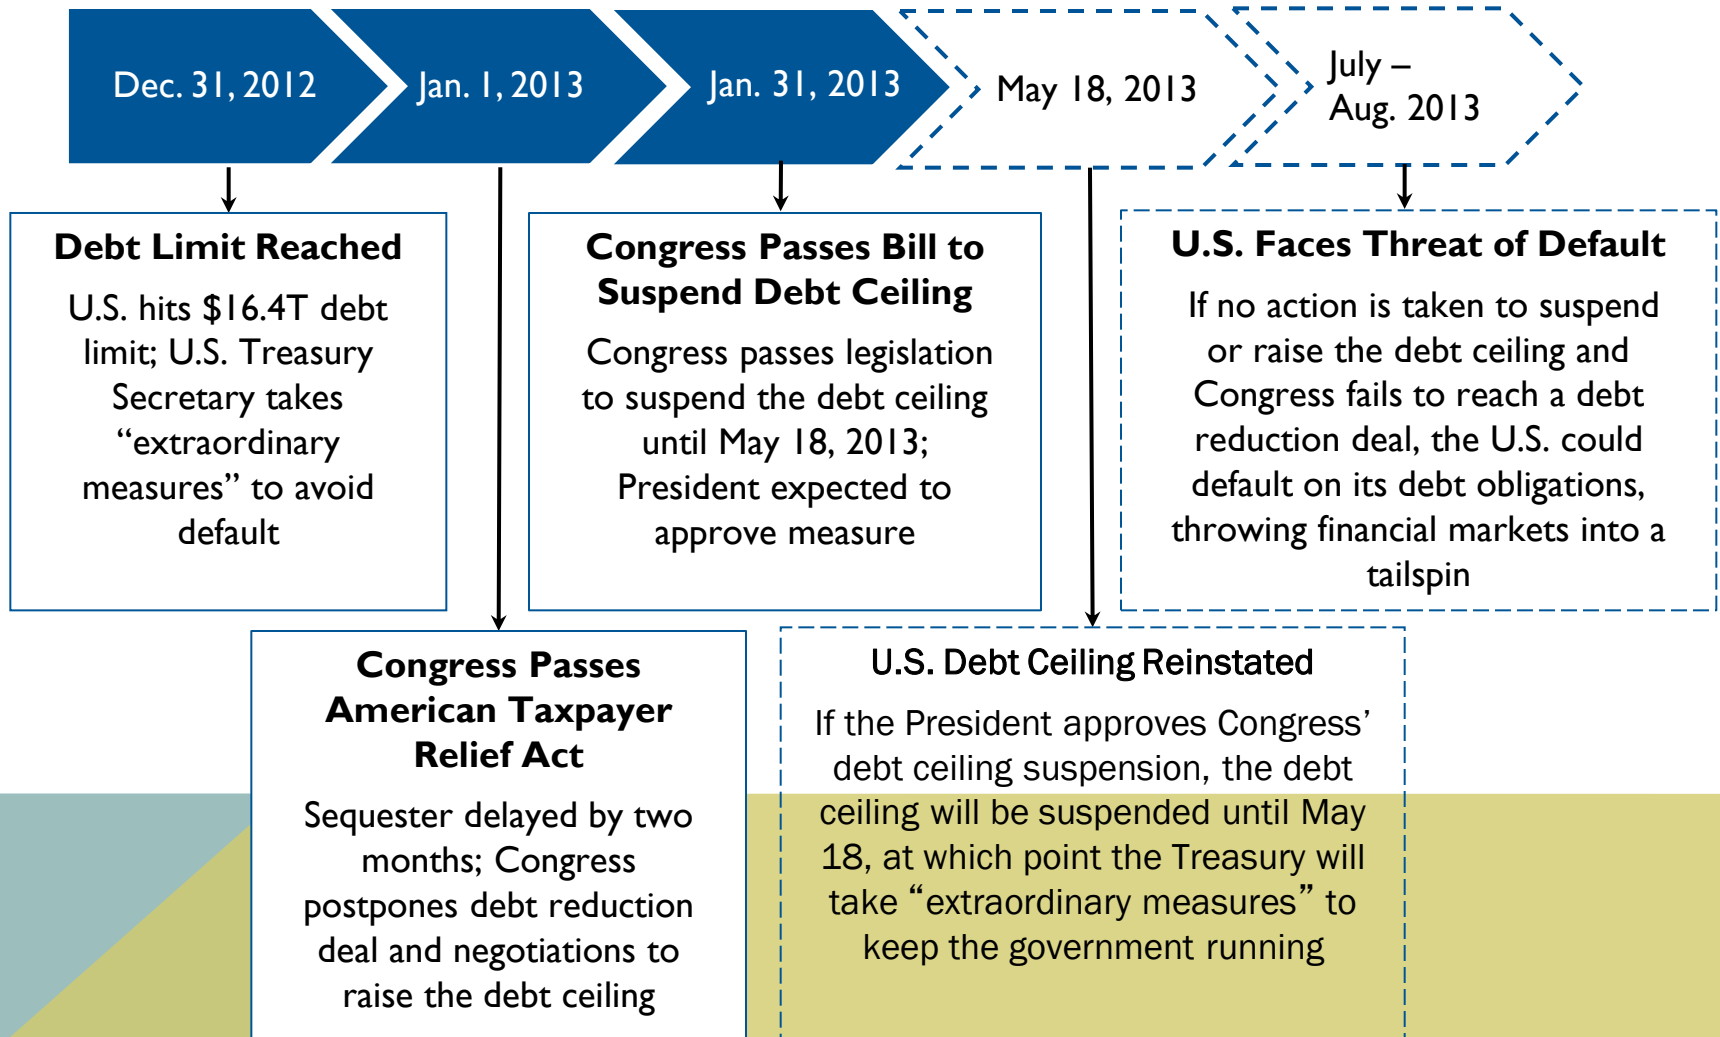 Dec. 31, 2012
Jan. 1, 2013
Jan. 31, 2013
May 18, 2013
July –
Aug. 2013
Debt Limit Reached
U.S. hits $16.4T debt
limit; U.S. Treasury
Secretary takes
“extraordinary
measures” to avoid
default
Congress Passes Bill to
Suspend Debt Ceiling
Congress passes legislation
to suspend the debt ceiling
until May 18, 2013;
President expected to
approve measure
U.S. Faces Threat of Default
If no action is taken to suspend
or raise the debt ceiling and
Congress fails to reach a debt
reduction deal, the U.S. could
default on its debt obligations,
throwing financial markets into a
tailspin
Congress Passes
American Taxpayer
Relief Act
Sequester delayed by two
months; Congress
postpones debt reduction
deal and negotiations to
raise the debt ceiling
U.S. Debt Ceiling Reinstated
If the President approves Congress’
debt ceiling suspension, the debt
ceiling will be suspended until May
18, at which point the Treasury will
take “extraordinary measures” to
keep the government running